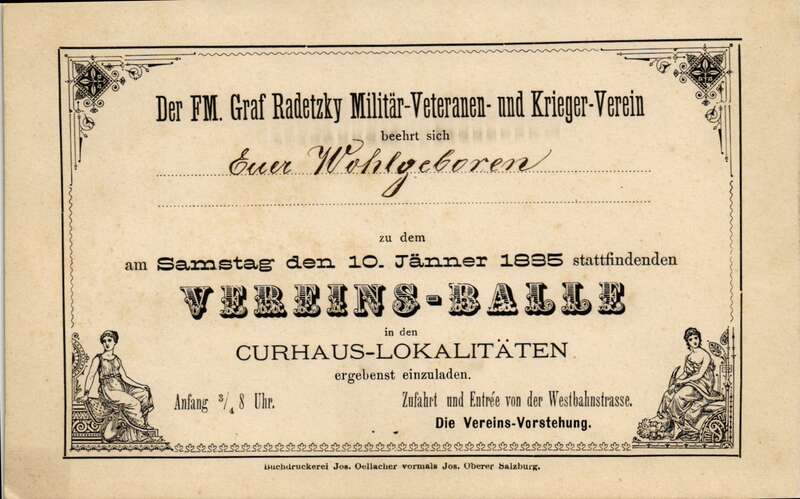 Der FM. Graf Radetzky Militär-Veteranen- und Krieger-Verein
beehrt sich
Euer Wohlgeboren
zu dem
am Samstag den 10. Jänner 1885 stattfindenden
VEREINS-BALLE
in den
CURHAUS-LOKALITÄTEN
ergebenst einzuladen.
Anfang 3/4 8 Uhr. Zufahrt und Entrée von der Westbahnstrasse.
Die Vereins-Vorstehung.
Buchdruckerei Jos. Oellacher vormals Jos. Oberer Salzburg.